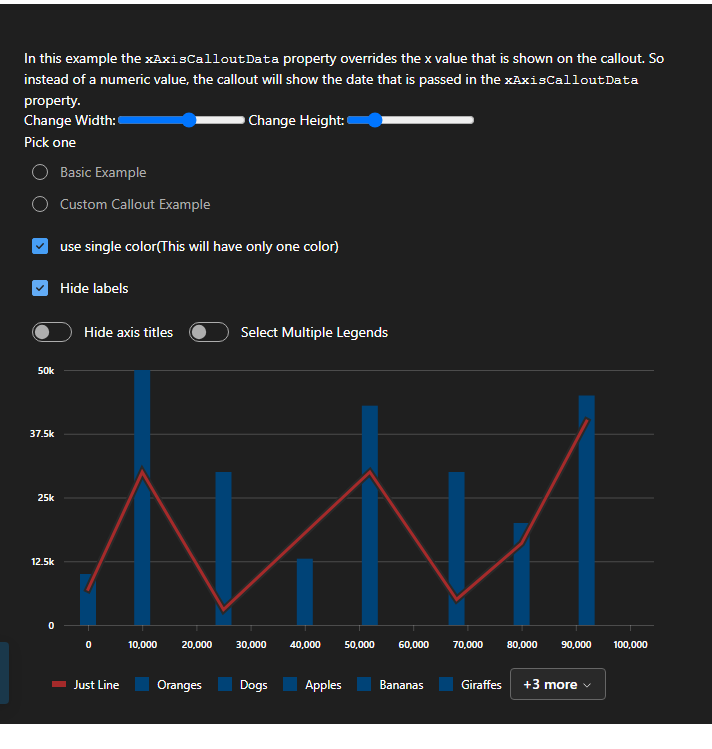 In this example the xAxisCalloutData property overrides the x value that is shown on the callout. So
instead of a numeric value, the callout will show the date that is passed in the xAxisCalloutData
property.
Change Width: Change Height:
Pick one
Basic Example
Custom Callout Example
use single color(This will have only one color)
Hide labels
Hide axis titles Select Multiple Legends
50k
37.5k
25k
12.5k
0
0 10,000 20,000 30,000 40,000 50,000 60,000 70,000 80,000 90,000 100,000
Just Line Oranges Dogs Apples Bananas Giraffes +3 more